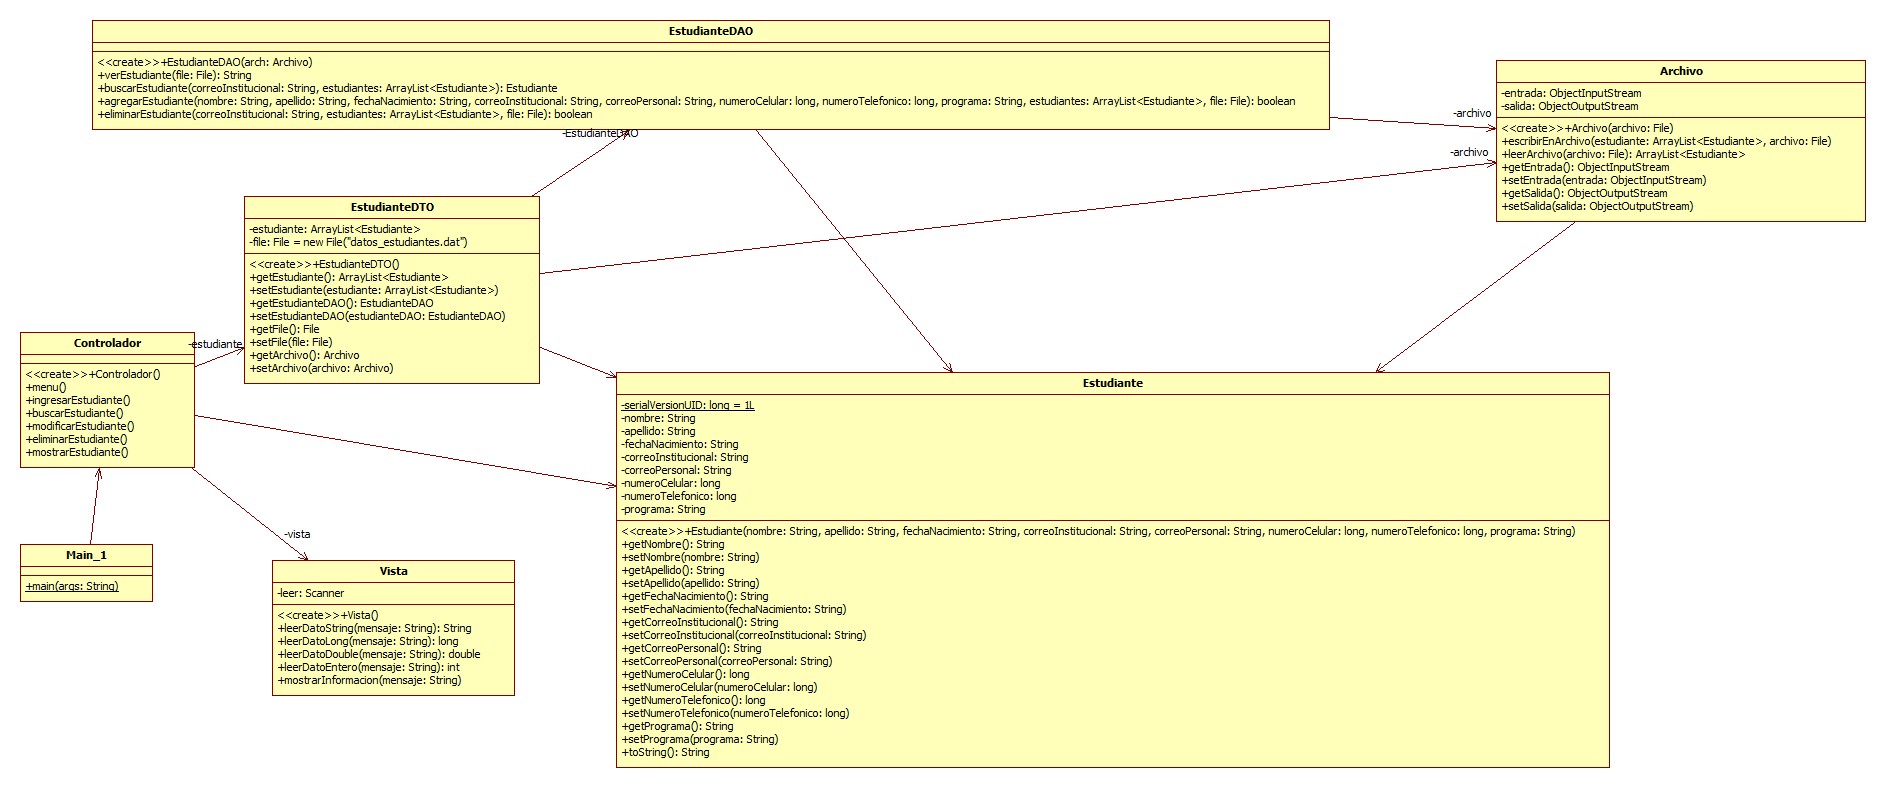 EstudianteDAO
<<create>>+EstudianteDAO(arch: Archivo)
+verEstudiante(file: File): String
+buscarEstudiante(correoInstitucional: String, estudiantes: ArrayList<Estudiante>): Estudiante
+agregarEstudiante(nombre: String, apellido: String, fechaNacimiento: String, correoInstitucional: String, correoPersonal: String, numeroCelular: long, numeroTelefonico: long, programa: String, estudiantes: ArrayList<Estudiante>, file: File): boolean
+eliminarEstudiante(correoInstitucional: String, estudiantes: ArrayList<Estudiante>, file: File): boolean
-EstudianteDAO
-archivo
-archivo
Archivo
-entrada: ObjectInputStream
-salida: ObjectOutputStream
<<create>>+Archivo(archivo: File)
+escribirEnArchivo(estudiante: ArrayList<Estudiante>, archivo: File)
+leerArchivo(archivo: File): ArrayList<Estudiante>
+getEntrada(): ObjectInputStream
+setEntrada(entrada: ObjectInputStream)
+getSalida(): ObjectOutputStream
+setSalida(salida: ObjectOutputStream)
EstudianteDTO
-estudiante: ArrayList<Estudiante>
-file: File = new File("datos_estudiantes.dat")
<<create>>+EstudianteDTO()
+getEstudiante(): ArrayList<Estudiante>
+setEstudiante(estudiante: ArrayList<Estudiante>)
+getEstudianteDAO(): EstudianteDAO
+setEstudianteDAO(estudianteDAO: EstudianteDAO)
+getFile(): File
+setFile(file: File)
+getArchivo(): Archivo
+setArchivo(archivo: Archivo)
-estudiante
Controlador
<<create>>+Controlador()
+menu()
+ingresarEstudiante()
+buscarEstudiante()
+modificarEstudiante()
+eliminarEstudiante()
+mostrarEstudiante()
-vista
Main_1
+main(args: String)
Vista
-leer: Scanner
<<create>>+Vista()
+leerDatoString(mensaje: String): String
+leerDatoLong(mensaje: String): long
+leerDatoDouble(mensaje: String): double
+leerDatoEntero(mensaje: String): int
+mostrarInformacion(mensaje: String)
Estudiante
-serialVersionUID: long = 1L
-nombre: String
-apellido: String
-fechaNacimiento: String
-correoInstitucional: String
-correoPersonal: String
-numeroCelular: long
-numeroTelefonico: long
-programa: String
<<create>>+Estudiante(nombre: String, apellido: String, fechaNacimiento: String, correoInstitucional: String, correoPersonal: String, numeroCelular: long, numeroTelefonico: long, programa: String)
+getNombre(): String
+setNombre(nombre: String)
+getApellido(): String
+setApellido(apellido: String)
+getFechaNacimiento(): String
+setFechaNacimiento(fechaNacimiento: String)
+getCorreoInstitucional(): String
+setCorreoInstitucional(correoInstitucional: String)
+getCorreoPersonal(): String
+setCorreoPersonal(correoPersonal: String)
+getNumeroCelular(): long
+setNumeroCelular(numeroCelular: long)
+getNumeroTelefonico(): long
+setNumeroTelefonico(numeroTelefonico: long)
+getPrograma(): String
+setPrograma(programa: String)
+toString(): String